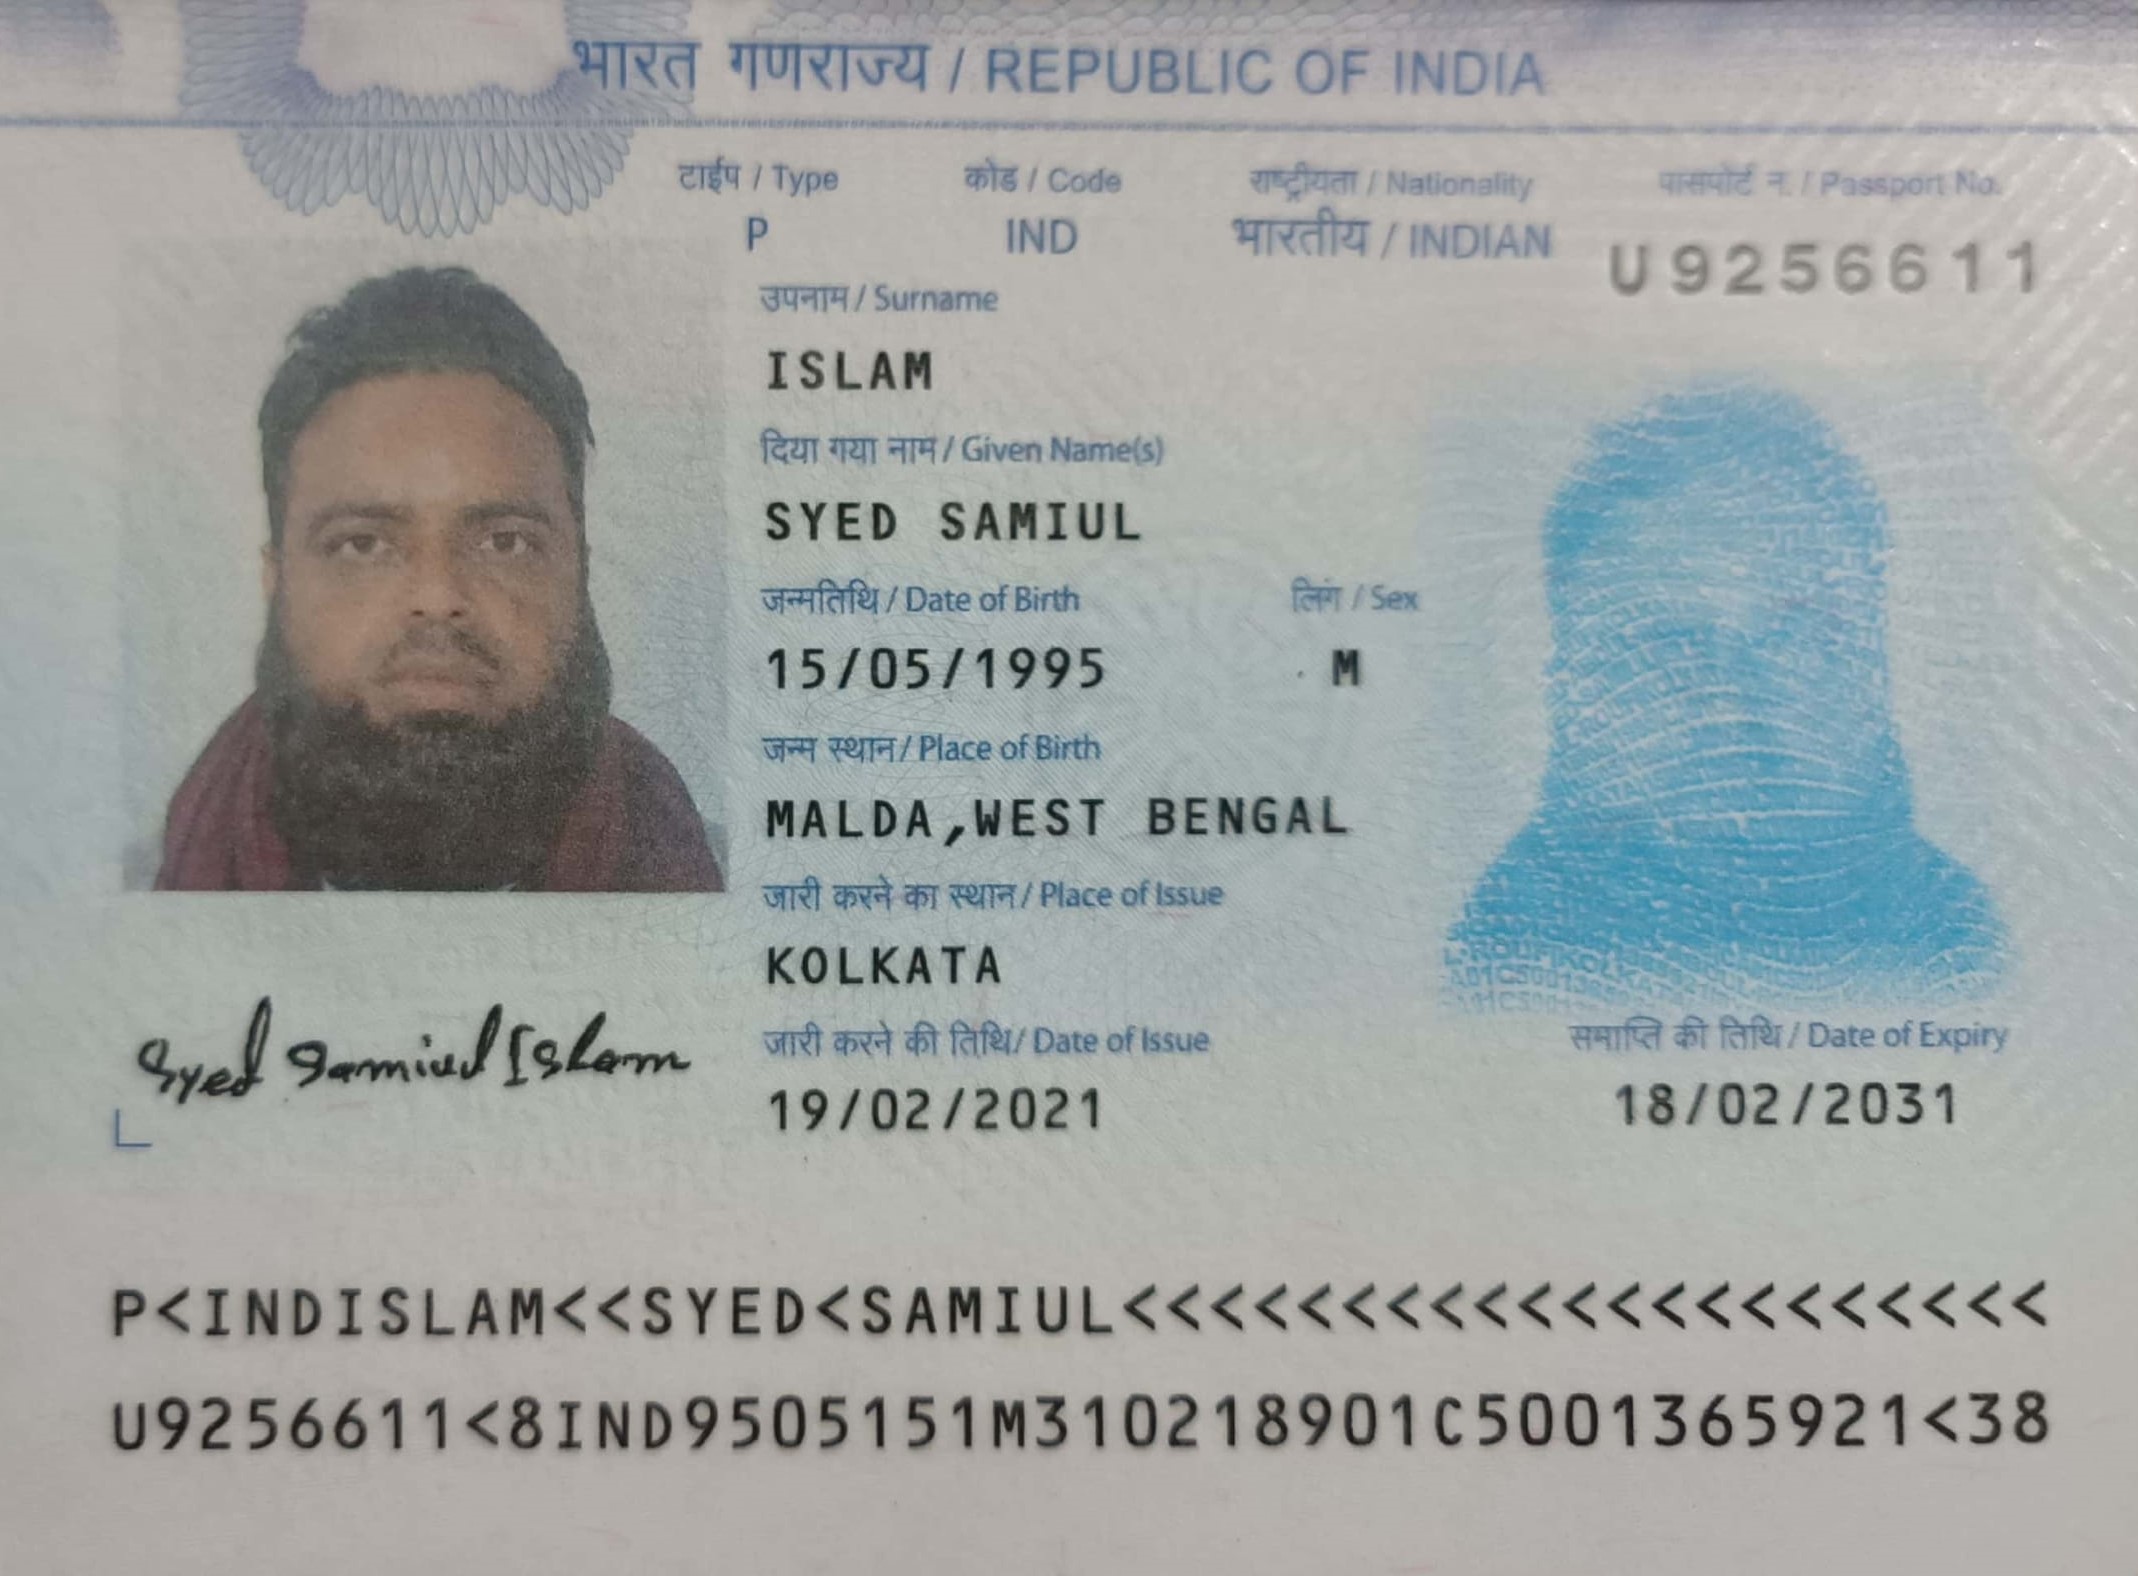 भारत गणराज्य / REPUBLIC OF INDIA
टाईप / Type कोड / Code राष्ट्रीयता / Nationality पासपोर्ट न. / Passport No.
P IND भारतीय / INDIAN U9256611
उपनाम / Surname
ISLAM
दिया गया नाम / Given Name(s)
SYED SAMIUL
जन्मतिथि / Date of Birth लिंग / Sex
15/05/1995 M
जन्म स्थान / Place of Birth
MALDA,WEST BENGAL
जारी करने का स्थान / Place of Issue
KOLKATA
Syed Samiul Islam
जारी करने की तिथि / Date of Issue समाप्ति की तिथि / Date of Expiry
19/02/2021 18/02/2031
P<INDISLAM<<SYED<SAMIUL<<<<<<<<<<<<<<<<<<<<<
U9256611<8IND9505151M310218901C5001365921<38